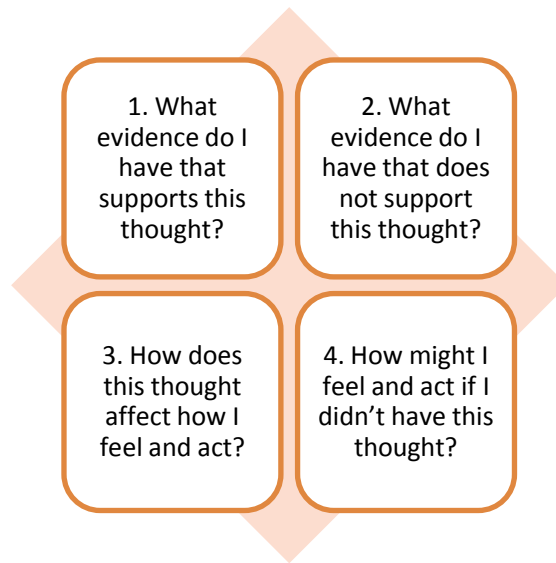 1. What
evidence do I
have that
supports this
thought?
2. What
evidence do I
have that does
not support
this thought?
3. How does
this thought
affect how I
feel and act?
4. How might I
feel and act if I
didn’t have this
thought?